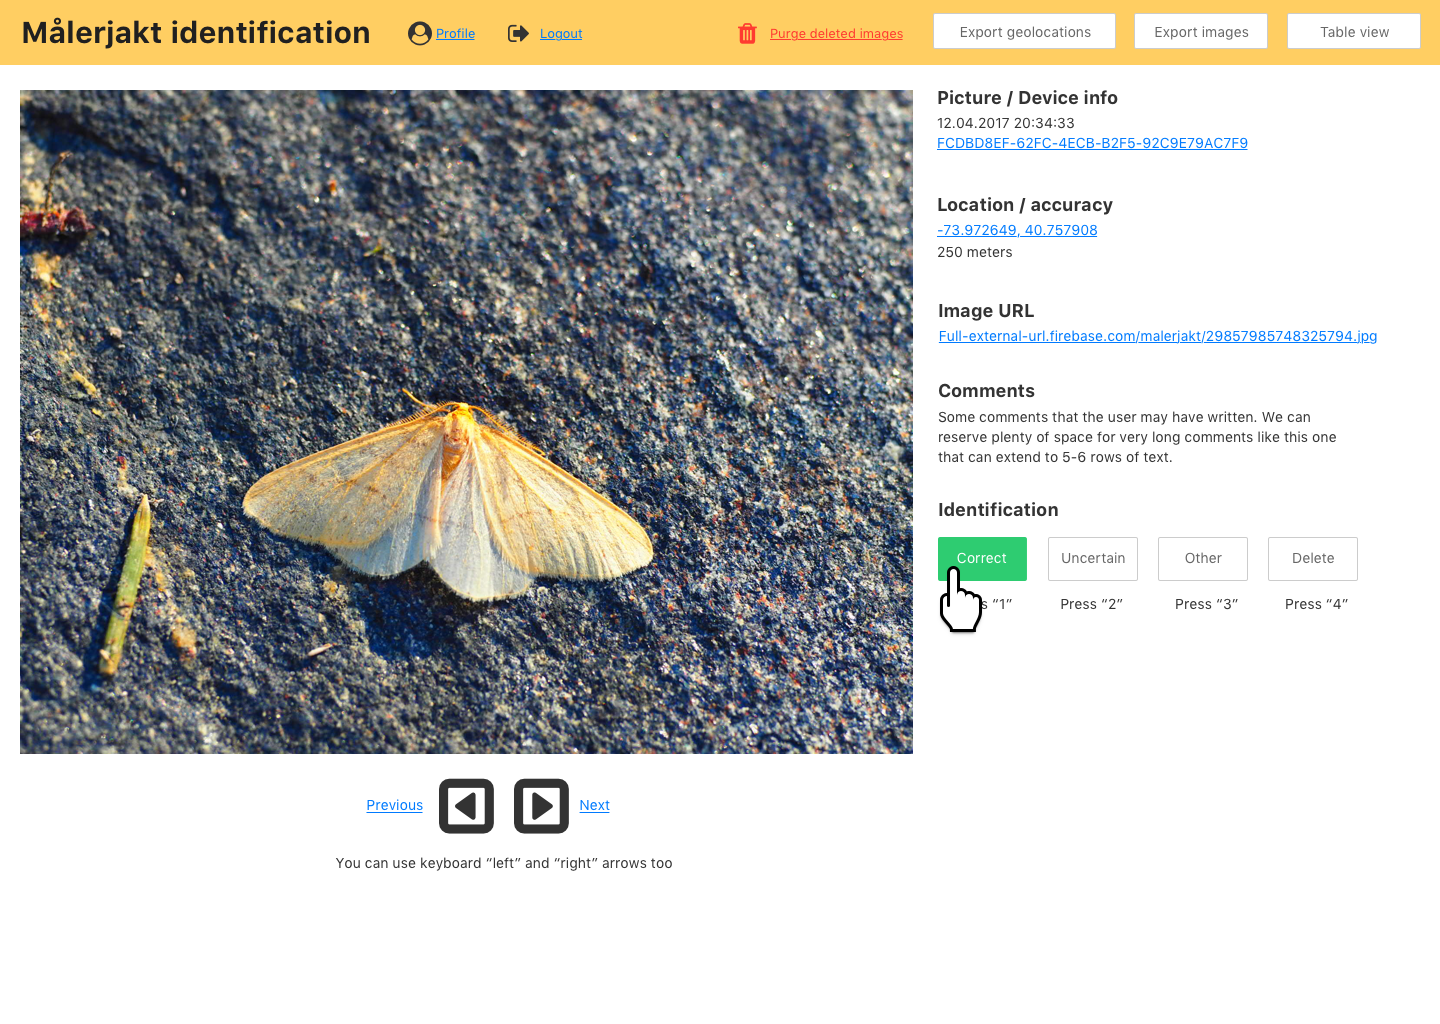 Målerjakt identification
Profile
Logout
Purge deleted images
Export geolocations
Export images
Table view
Picture / Device info
12.04.2017 20:34:33
FCDBD8EF-62FC-4ECB-B2F5-92C9E79AC7F9
Location / accuracy
-73.972649, 40.757908
250 meters
Image URL
Full-external-url.firebase.com/malerjakt/29857985748325794.jpg
Comments
Some comments that the user may have written. We can
reserve plenty of space for very long comments like this one
that can extend to 5-6 rows of text.
Identification
Correct
Uncertain
Other
Delete
“1”
Press “2”
Press “3”
Press “4”
Previous
Next
You can use keyboard “left” and “right” arrows too